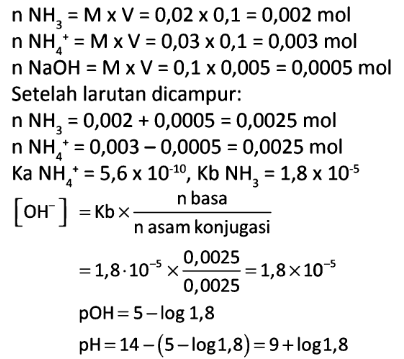 n NH₃ = M x V = 0,02 x 0,1 = 0,002 mol
n NH₄⁺ = M x V = 0,03 x 0,1 = 0,003 mol
n NaOH = M x V = 0,1 x 0,005 = 0,0005 mol
Setelah larutan dicampur:
n NH₃ = 0,002 + 0,0005 = 0,0025 mol
n NH₄⁺ = 0,003 – 0,0005 = 0,0025 mol
Ka NH₄⁺ = 5,6 x 10⁻¹⁰, Kb NH₃ = 1,8 x 10⁻⁵
[OH⁻] = Kb × n basa / n asam konjugasi
= 1,8·10⁻⁵ × 0,0025 / 0,0025 = 1,8 × 10⁻⁵
pOH = 5 – log 1,8
pH = 14 – (5 – log1,8) = 9 + log1,8